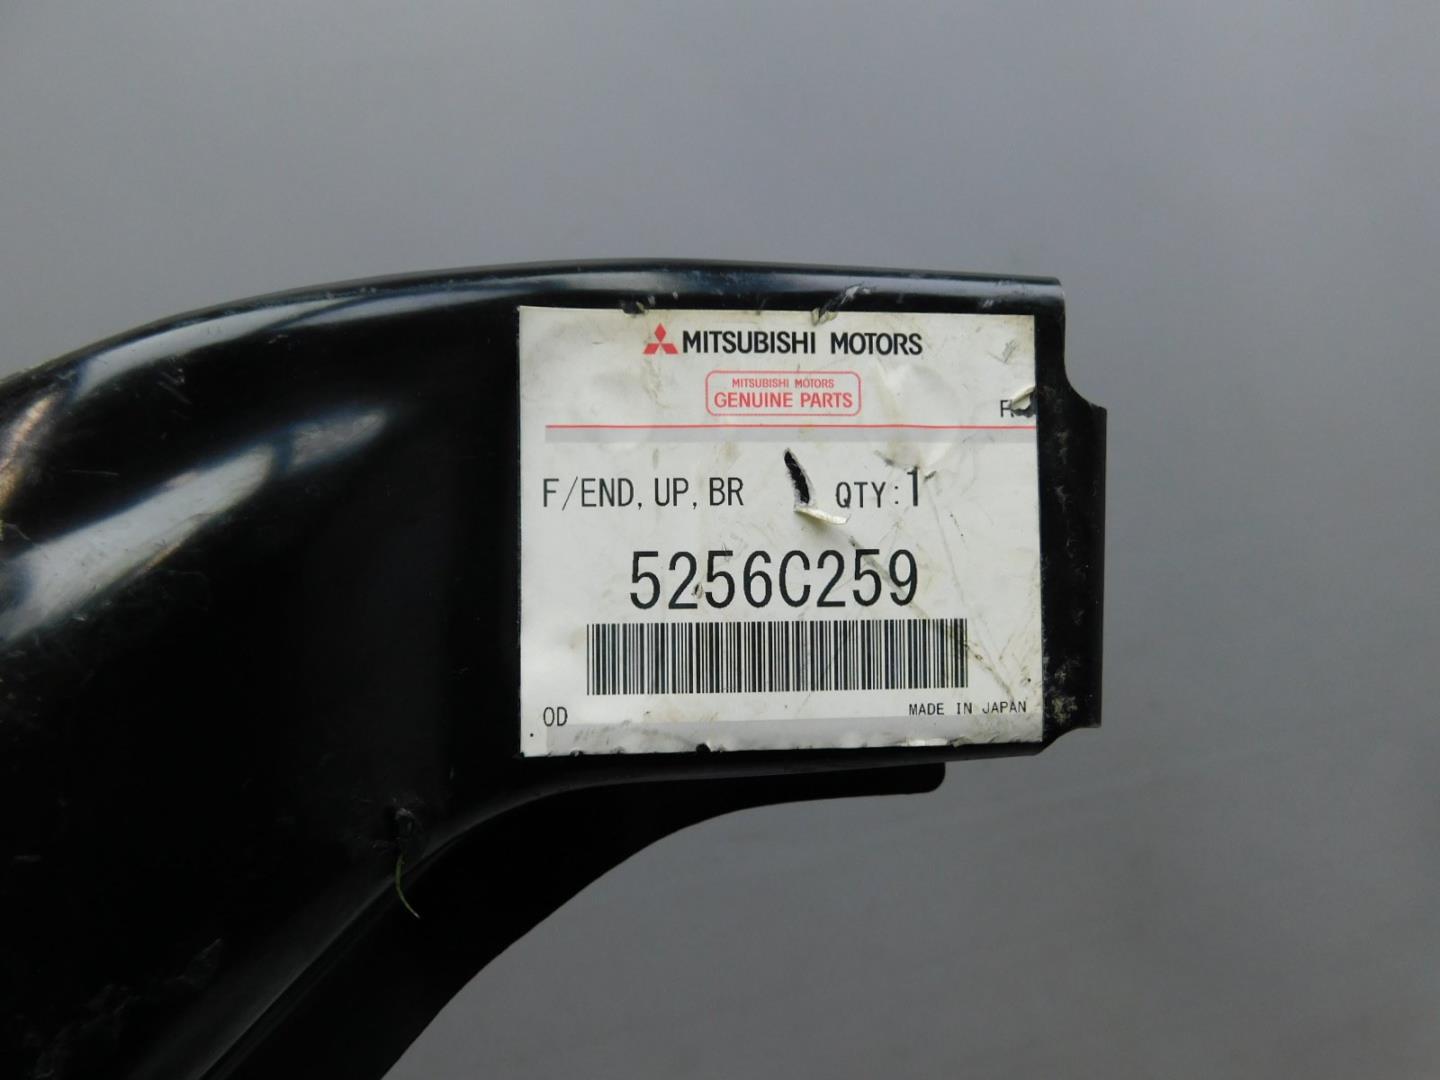 MITSUBISHI MOTORS
MITSUBISHI MOTORS
GENUINE PARTS
F/END, UP, BR QTY:1
5256C259
OD
MADE IN JAPAN